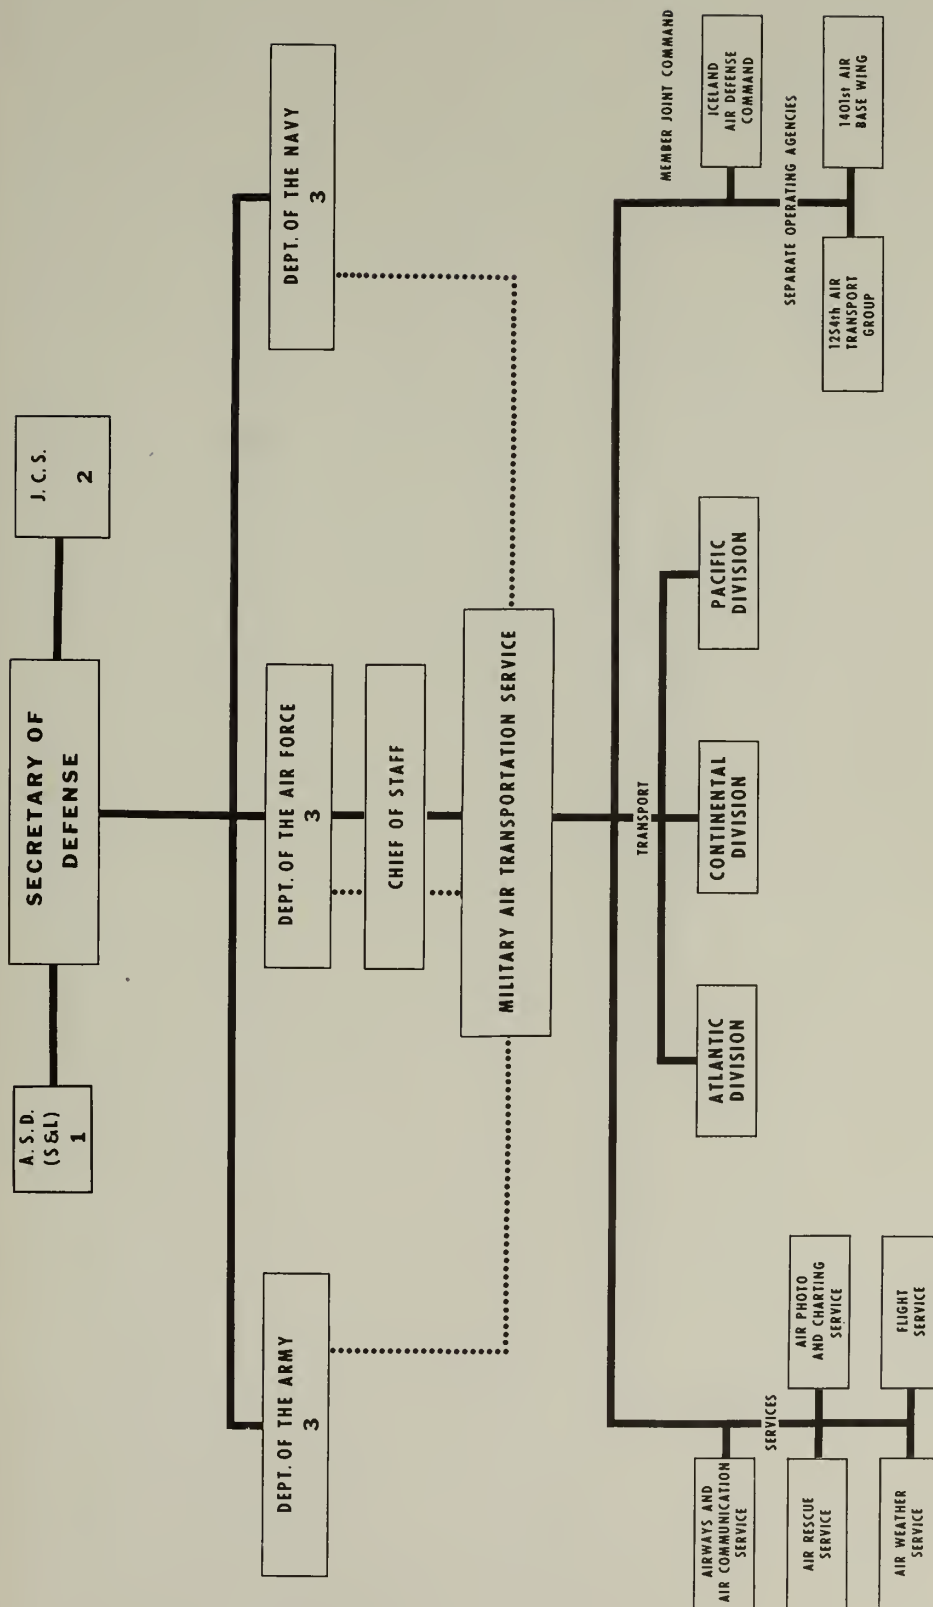 SECRETARY OF
DEFENSE
A. S. D.
(S&L)
1
J. C. S.
2
DEPT. OF THE ARMY
3
DEPT. OF THE AIR FORCE
3
DEPT. OF THE NAVY
3
CHIEF OF STAFF
MILITARY AIR TRANSPORTATION SERVICE
SERVICES
AIRWAYS AND
AIR COMMUNICATION
SERVICE
AIR RESCUE
SERVICE
AIR PHOTO
AND CHARTING
SERVICE
AIR WEATHER
SERVICE
FLIGHT
SERVICE
TRANSPORT
ATLANTIC
DIVISION
CONTINENTAL
DIVISION
PACIFIC
DIVISION
MEMBER JOINT COMMAND
ICELAND
AIR DEFENSE
COMMAND
SEPARATE OPERATING AGENCIES
1254th AIR
TRANSPORT
GROUP
1401st AIR
BASE WING